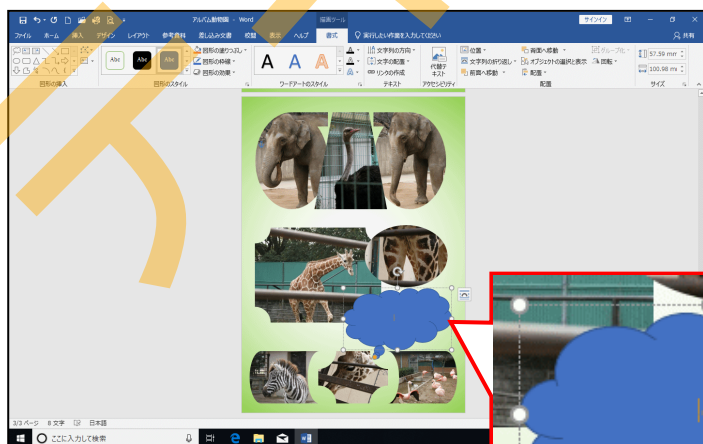 アルバム動物園 - Word
描画ツール
サインイン
ファイル ホーム 挿入 デザイン レイアウト 参考資料 差し込み文書 校閲 表示 ヘルプ 書式 実行したい作業を入力してください
共有
Abc Abc Abc
図形の塗りつぶし
図形の枠線
図形の効果
A A A
文字列の方向
文字の配置
リンクの作成
代替テキスト
位置
文字列の折り返し
前面へ移動
背面へ移動
オブジェクトの選択と表示
配置
グループ化
回転
57.59 mm
100.98 mm
図形の挿入 図形のスタイル ワードアートのスタイル テキスト アクセシビリティ 配置 サイズ
3/3 ページ 8 文字 日本語
ここに入力して検索